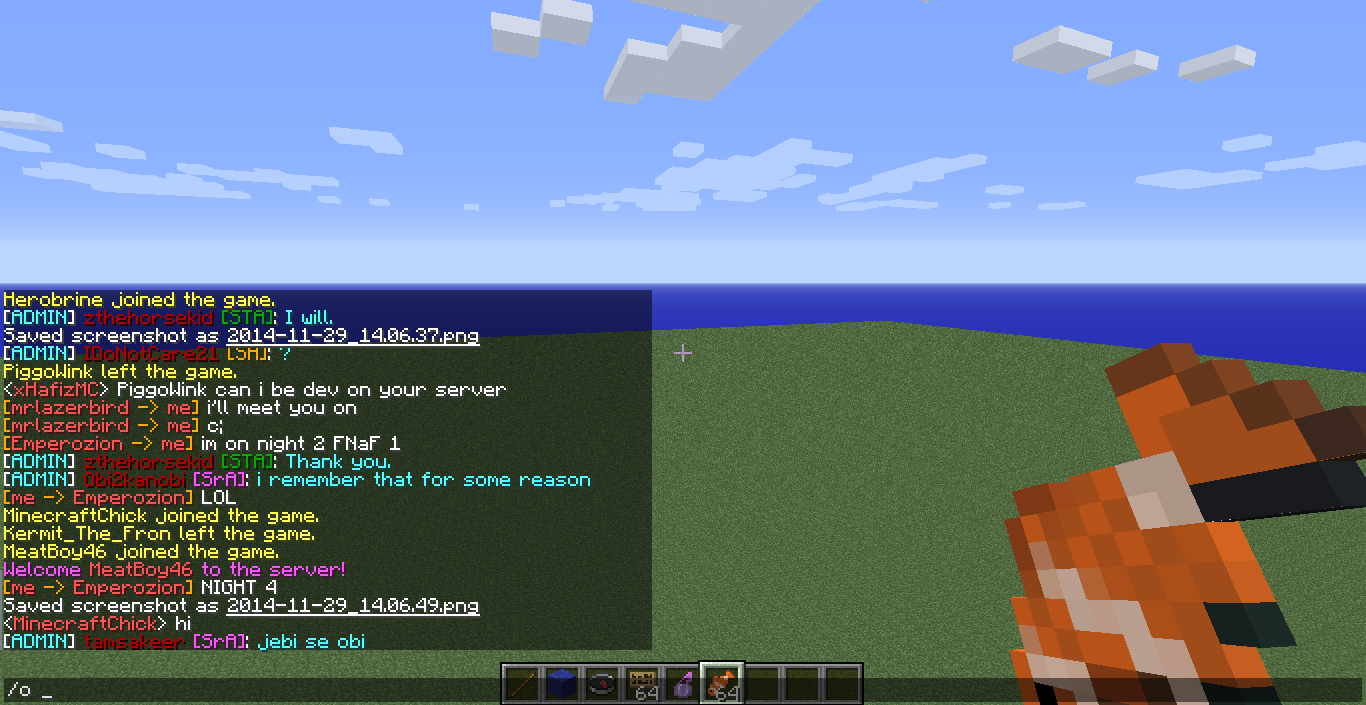 Herobrine joined the game.
[ADMIN] zthehorsekid [STA]: I will.
Saved screenshot as 2014-11-29_14.06.37.png
[ADMIN] IDoNotCare21 [SA]: ?
PiggoWink left the game.
<xHafizMC> PiggoWink can i be dev on your server
[mrlazerbird -> me] i'll meet you on
[mrlazerbird -> me] c;
[Emperozion -> me] im on night 2 FNaF 1
[ADMIN] zthehorsekid [STA]: Thank you.
[ADMIN] 0bi2kanobi [SrA]: i remember that for some reason
[me -> Emperozion] LOL
MinecraftChick joined the game.
Kermit_The_Fron left the game.
MeatBoy46 joined the game.
Welcome MeatBoy46 to the server!
[me -> Emperozion] NIGHT 4
Saved screenshot as 2014-11-29_14.06.49.png
<MinecraftChick> hi
[ADMIN] tamsakeer [SrA]: jebi se obi
64
64
/o _